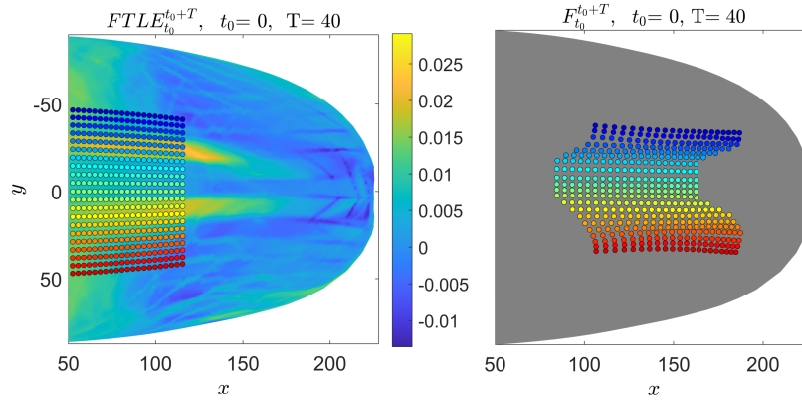 FTLE_{t_0}^{t_0+T}, t_0= 0, T= 40
F_{t_0}^{t_0+T}, t_0= 0, T= 40
-50
0
50
y
50 100 150 200
x
0.025
0.02
0.015
0.01
0.005
0
-0.005
-0.01
50 100 150 200
x